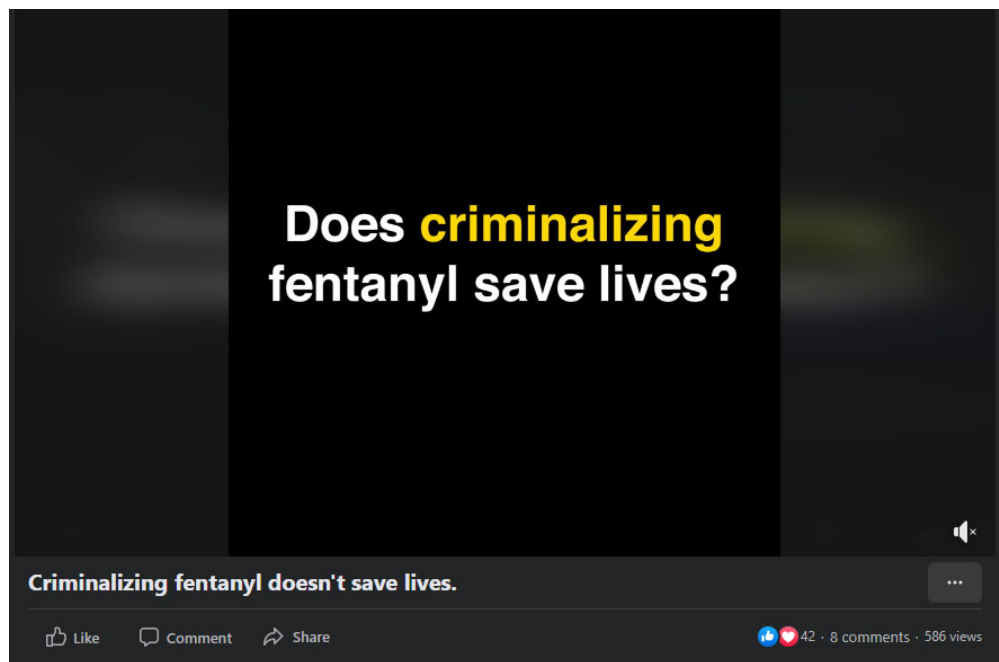 Does criminalizing
fentanyl save lives?
Criminalizing fentanyl doesn't save lives.
Like Comment Share 42 · 8 comments · 586 views